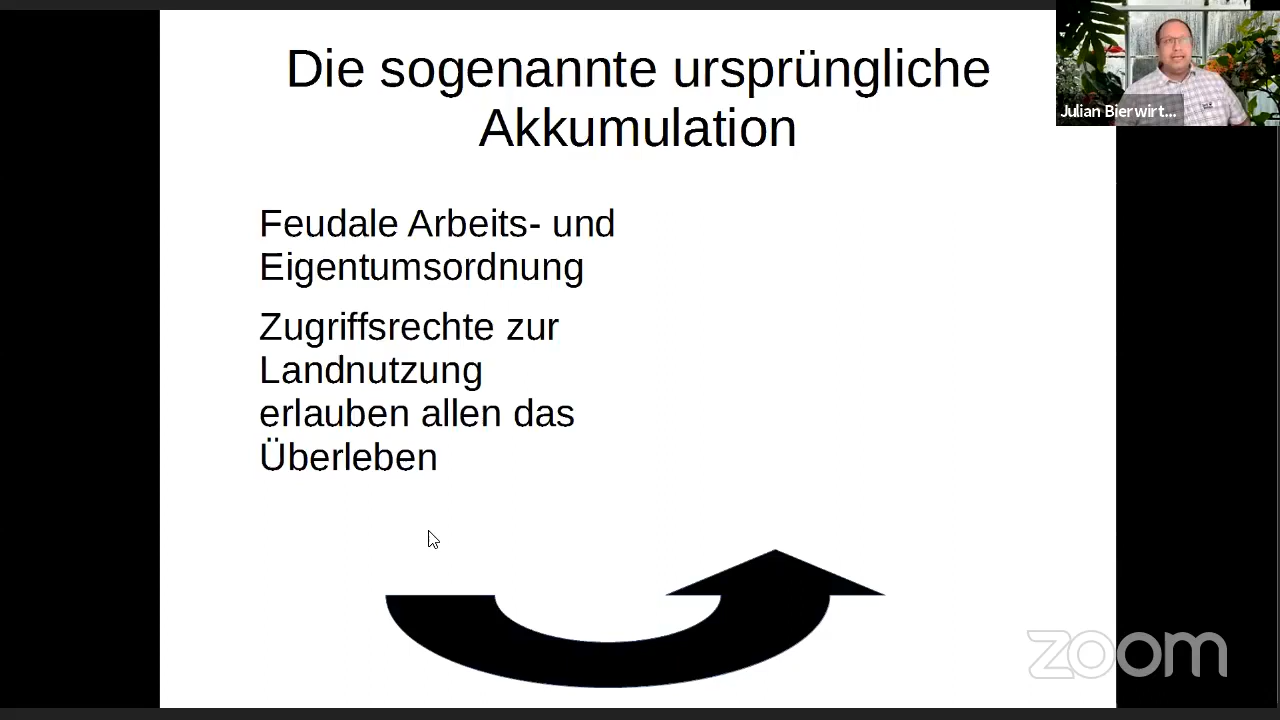 Die sogenannte ursprüngliche
Akkumulation
Julian Bierwirt...
Feudale Arbeits- und
Eigentumsordnung
Zugriffsrechte zur
Landnutzung
erlauben allen das
Überleben
zoom